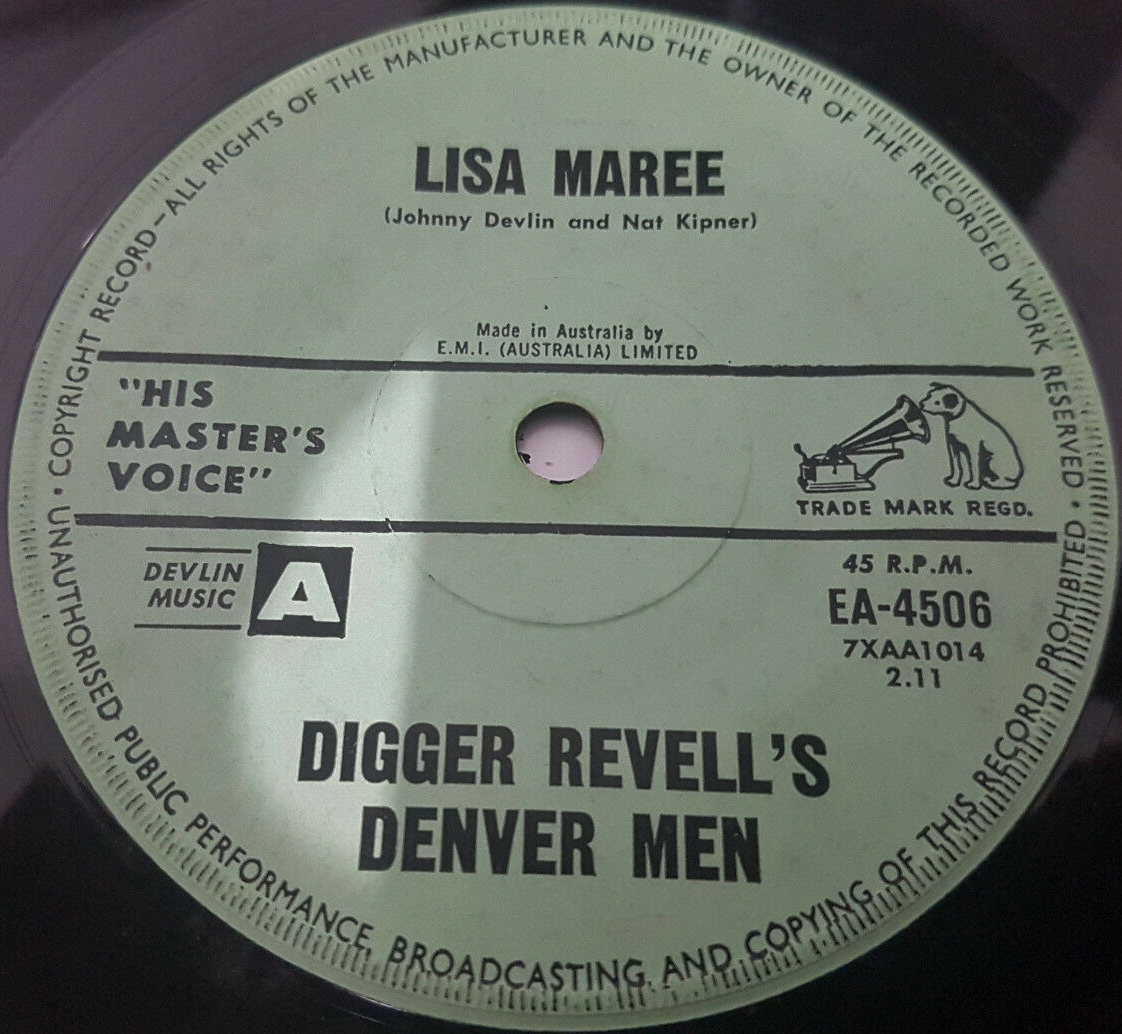 COPYRIGHT RECORD—ALL RIGHTS OF THE MANUFACTURER AND THE OWNER OF THE RECORDED WORK RESERVED •
LISA MAREE
(Johnny Devlin and Nat Kipner)
Made in Australia by
E.M.I. (AUSTRALIA) LIMITED
"HIS
MASTER'S
VOICE"
TRADE MARK REGD.
DEVLIN
MUSIC
A
45 R.P.M.
EA-4506
7XAA1014
2.11
DIGGER REVELL'S
DENVER MEN
UNAUTHORISED PUBLIC PERFORMANCE, BROADCASTING, AND COPYING OF THIS RECORD PROHIBITED •